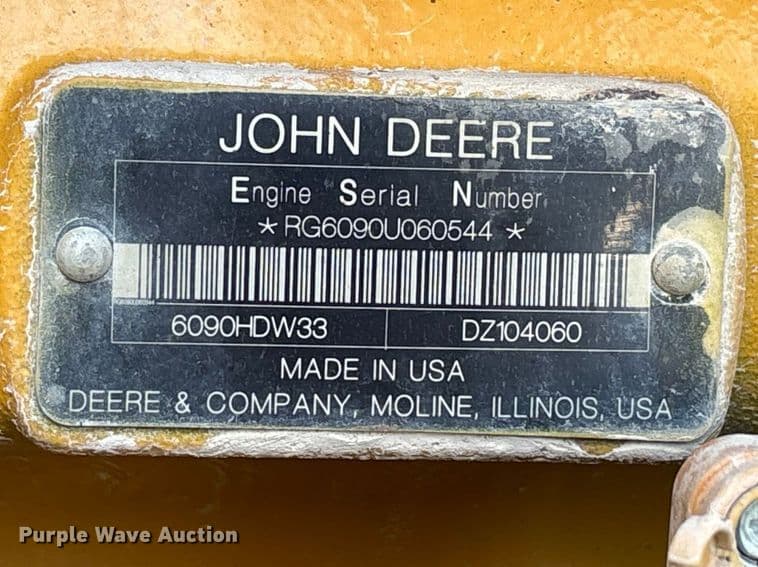 JOHN DEERE
Engine Serial Number
*RG6090U060544*
RG6090U060544
6090HDW33 DZ104060
MADE IN USA
DEERE & COMPANY, MOLINE, ILLINOIS, USA
Purple Wave Auction